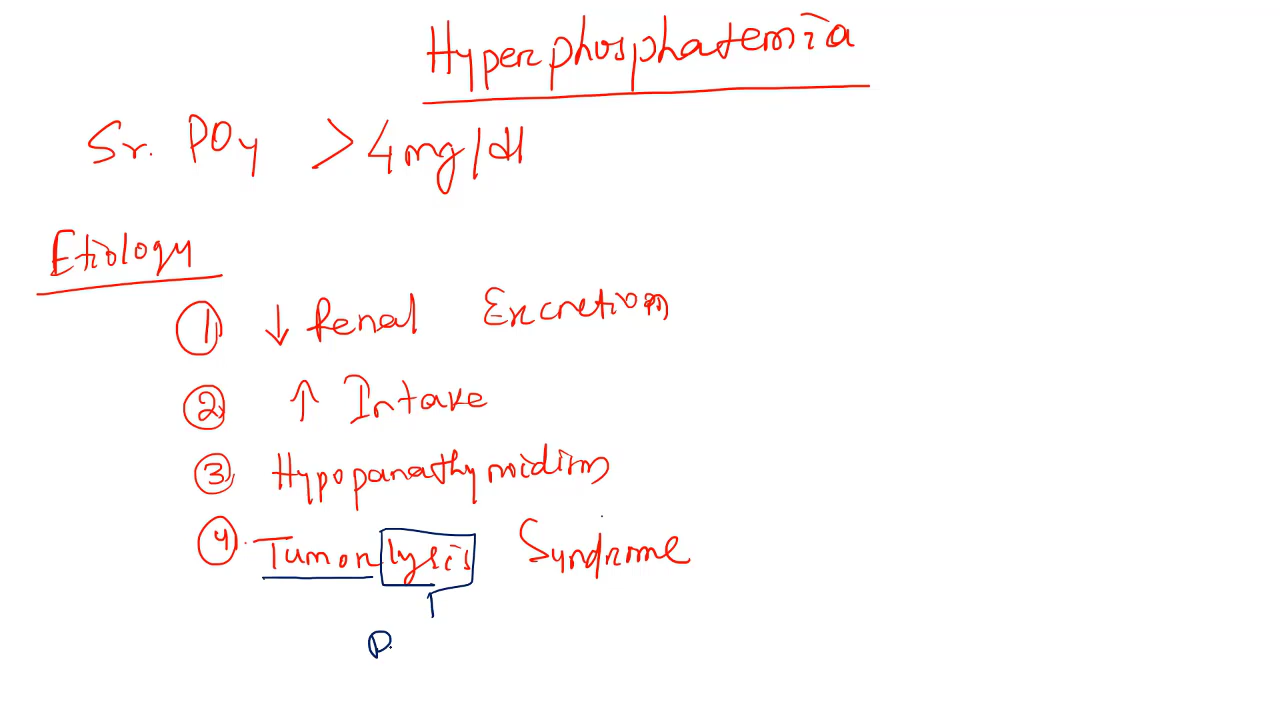 Hyperphosphatemia
Sr. PO4 > 4mg/dl
Etiology
① ↓ Renal Excretion
② ↑ Intake
③ Hypoparathyroidism
④ Tumor lysis Syndrome
↑
D